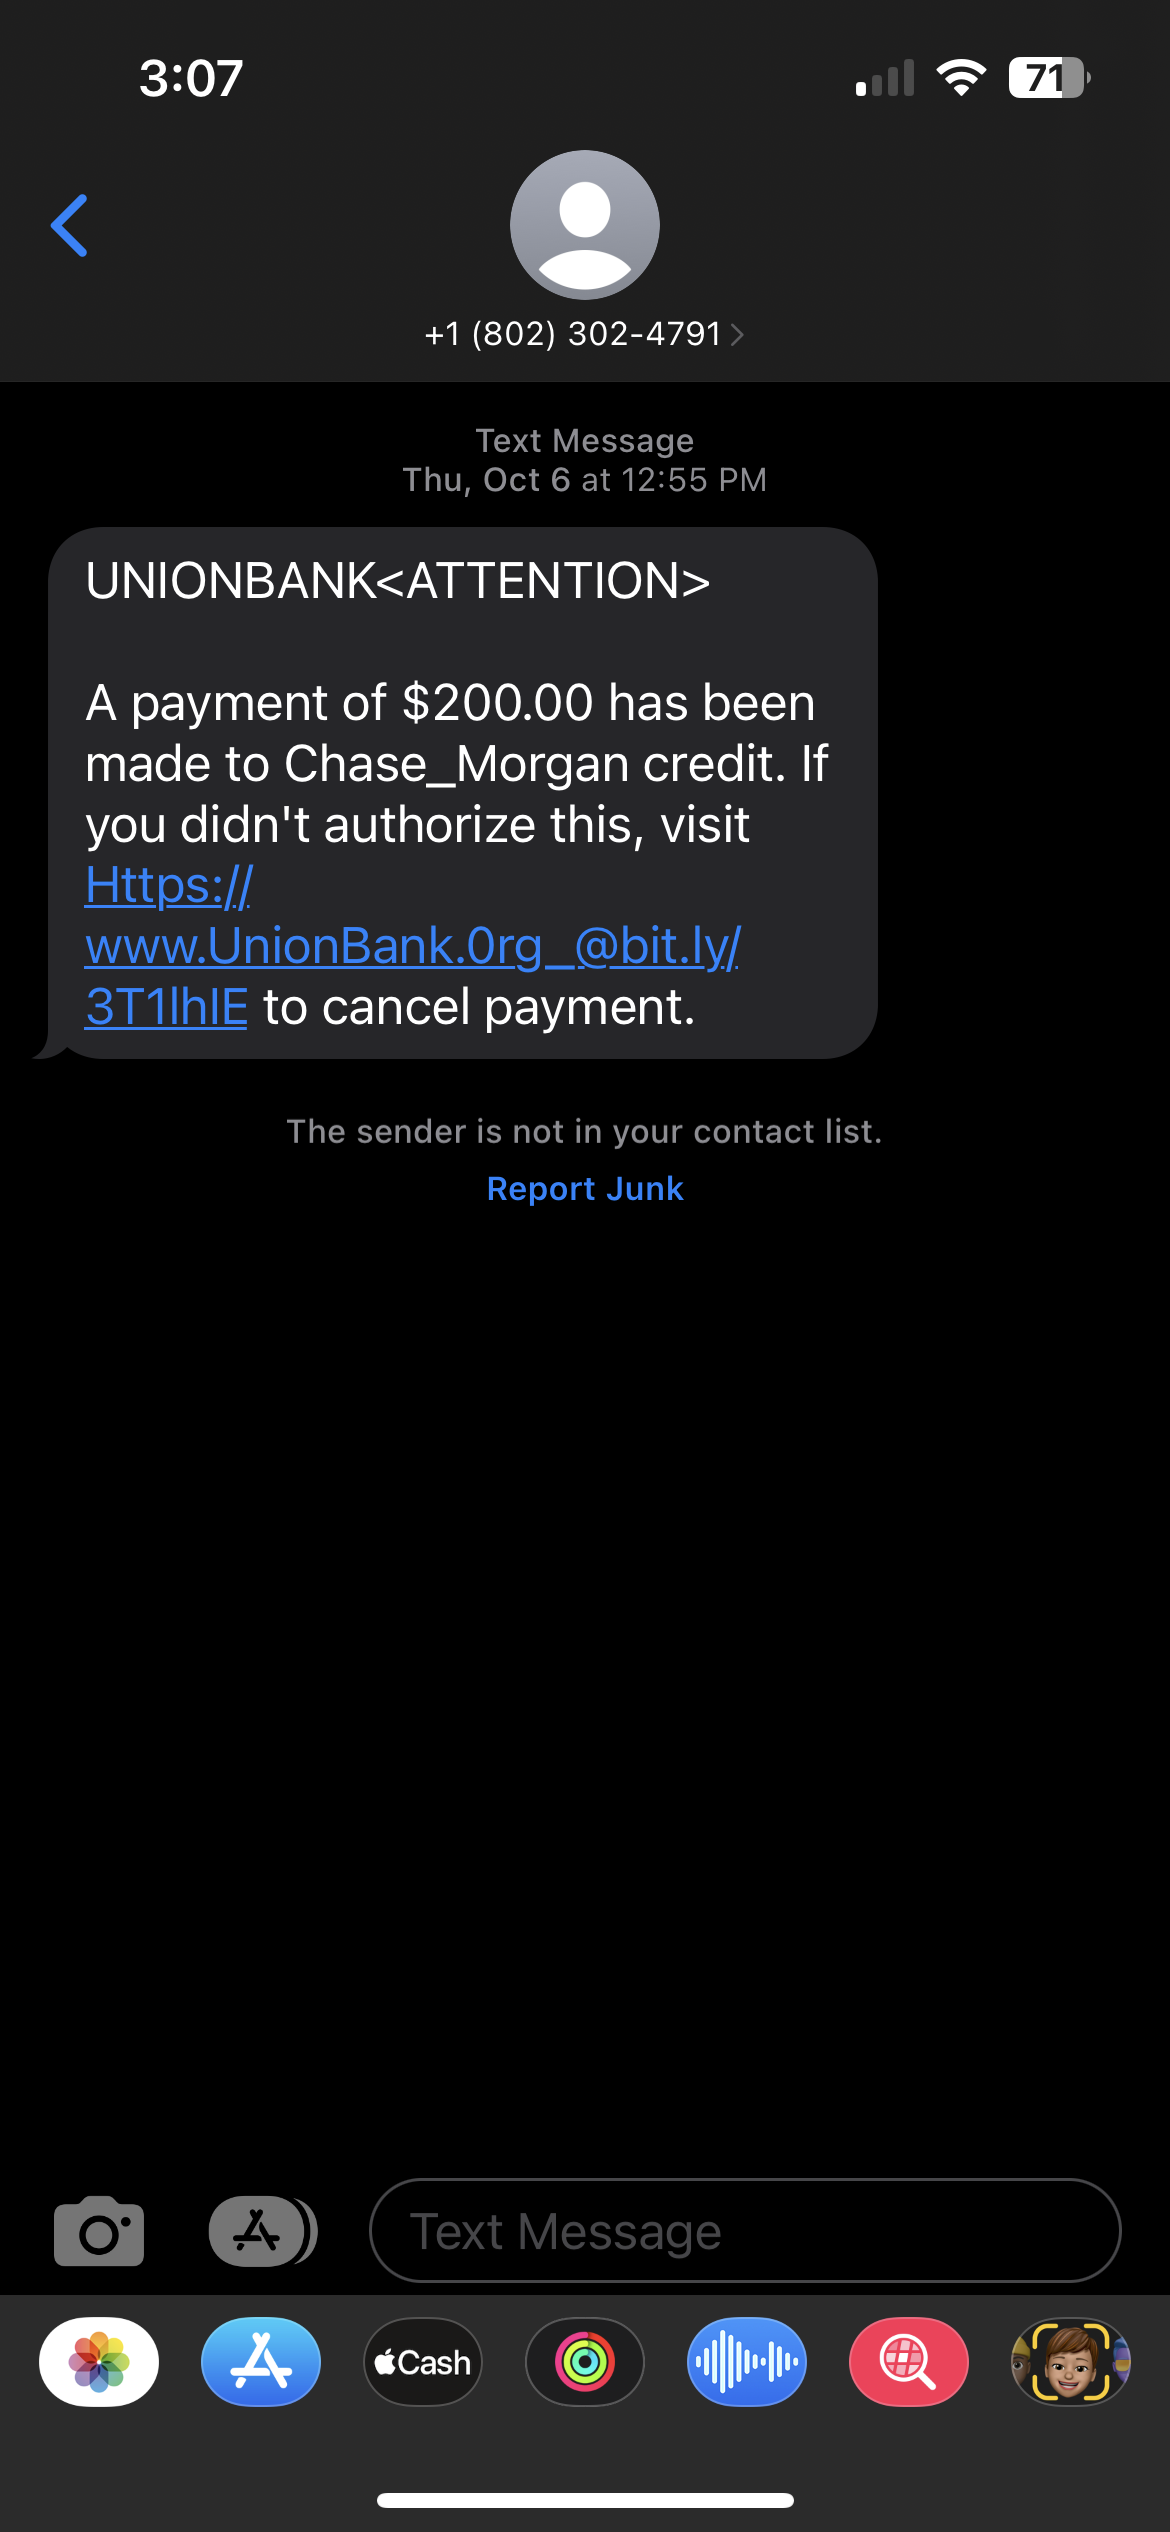 3:07
71
+1 (802) 302-4791
Text Message
Thu, Oct 6 at 12:55 PM
UNIONBANK<ATTENTION>
A payment of $200.00 has been
made to Chase_Morgan credit. If
you didn't authorize this, visit
Https://
www.UnionBank.0rg_@bit.ly/
3T1lhIE to cancel payment.
The sender is not in your contact list.
Report Junk
Text Message
Cash